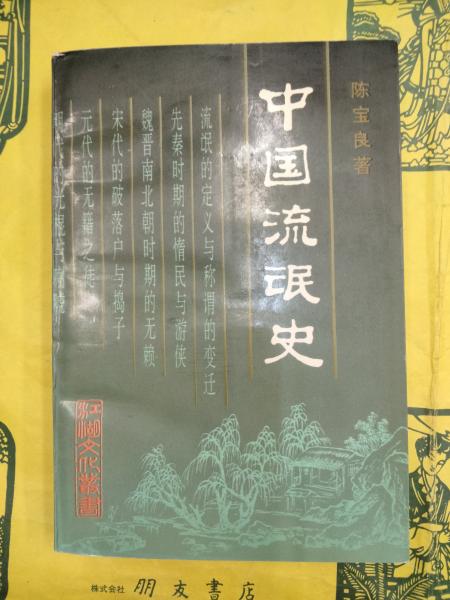 陈宝良著
中国流氓史
流氓的定义与称谓的变迁
先秦时期的惰民与游侠
魏晋南北朝时期的无赖
宋代的破落户与捣子
元代的无籍之徒
江湖文化丛書
株式会社 朋友書店